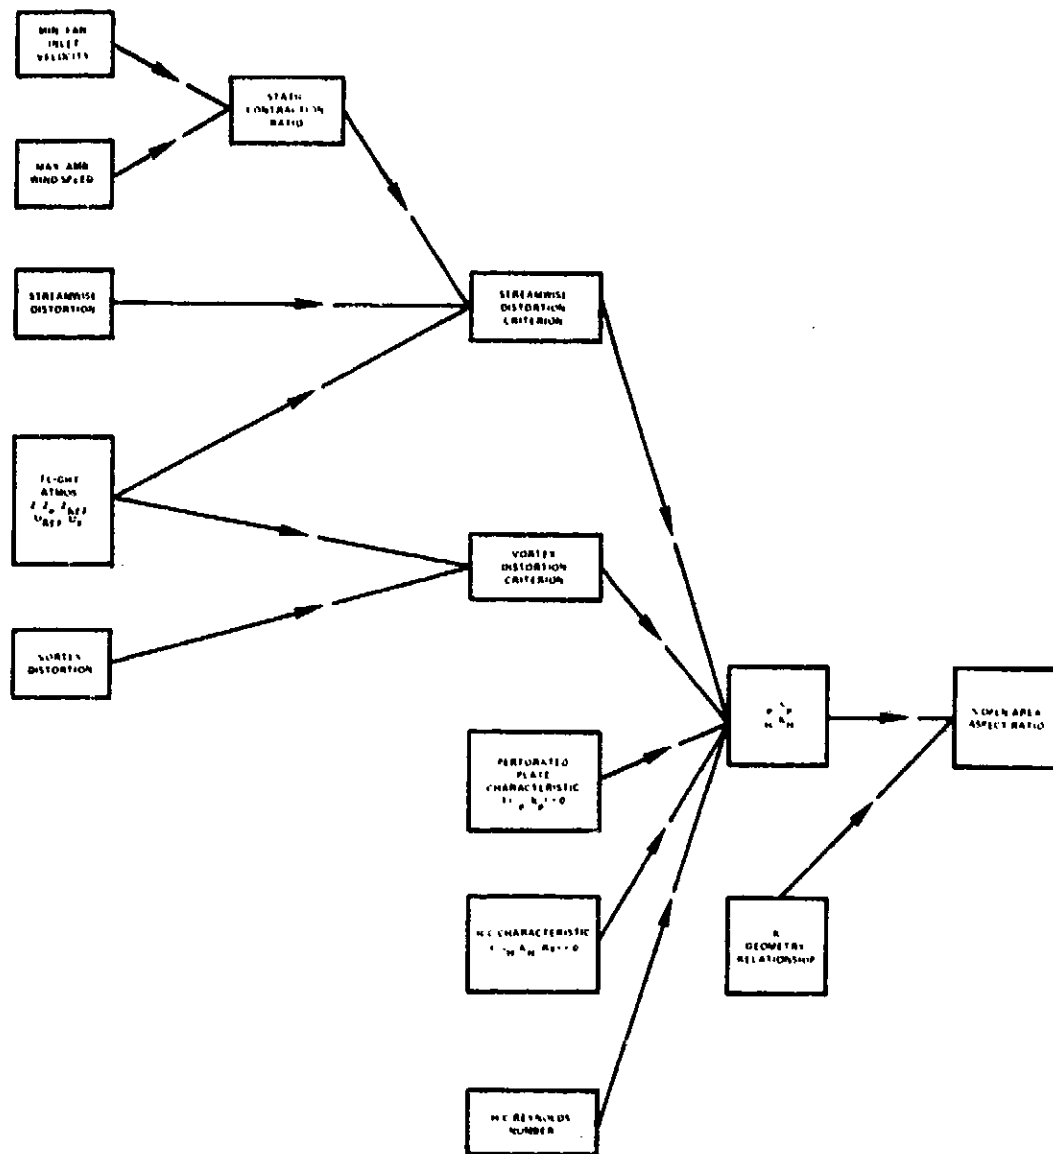 MIN. FAN
INLET
VELOCITY
CONTRACTION
RATIO
MAX. AMB
WIND SPEED
STREAMWISE
DISTORTION
STREAMWISE
DISTORTION
CRITERION
FLIGHT
ATMOS
VORTEX
DISTORTION
CRITERION
VORTEX
DISTORTION
% OPEN AREA
ASPECT RATIO
PERFORATED
PLATE
CHARACTERISTIC
H/C CHARACTERISTIC
K
GEOMETRY
RELATIONSHIP
H/C REYNOLDS
NUMBER